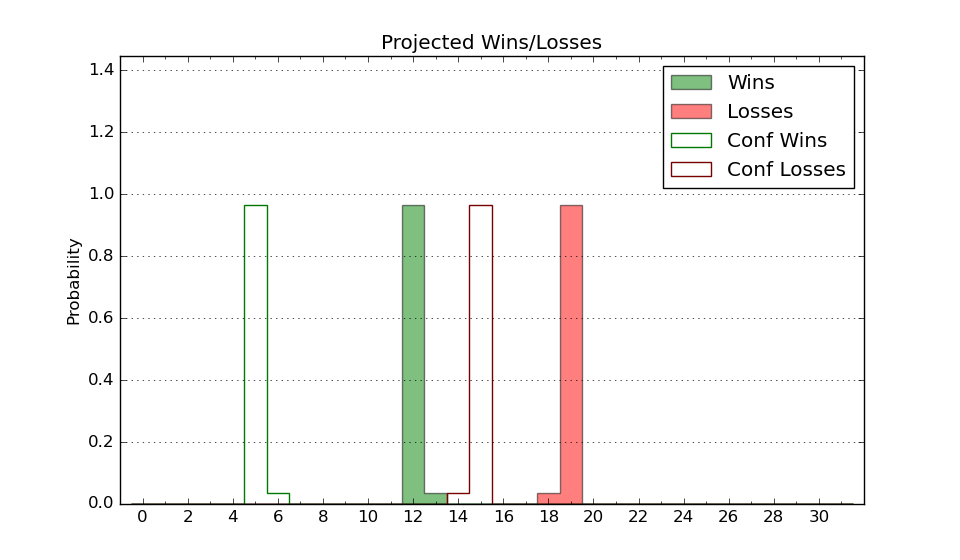 Projected Wins/Losses
1.4
1.2
1.0
0.8
0.6
0.4
0.2
0.0
Probability
Wins
Losses
Conf Wins
Conf Losses
0 2 4 6 8 10 12 14 16 18 20 22 24 26 28 30